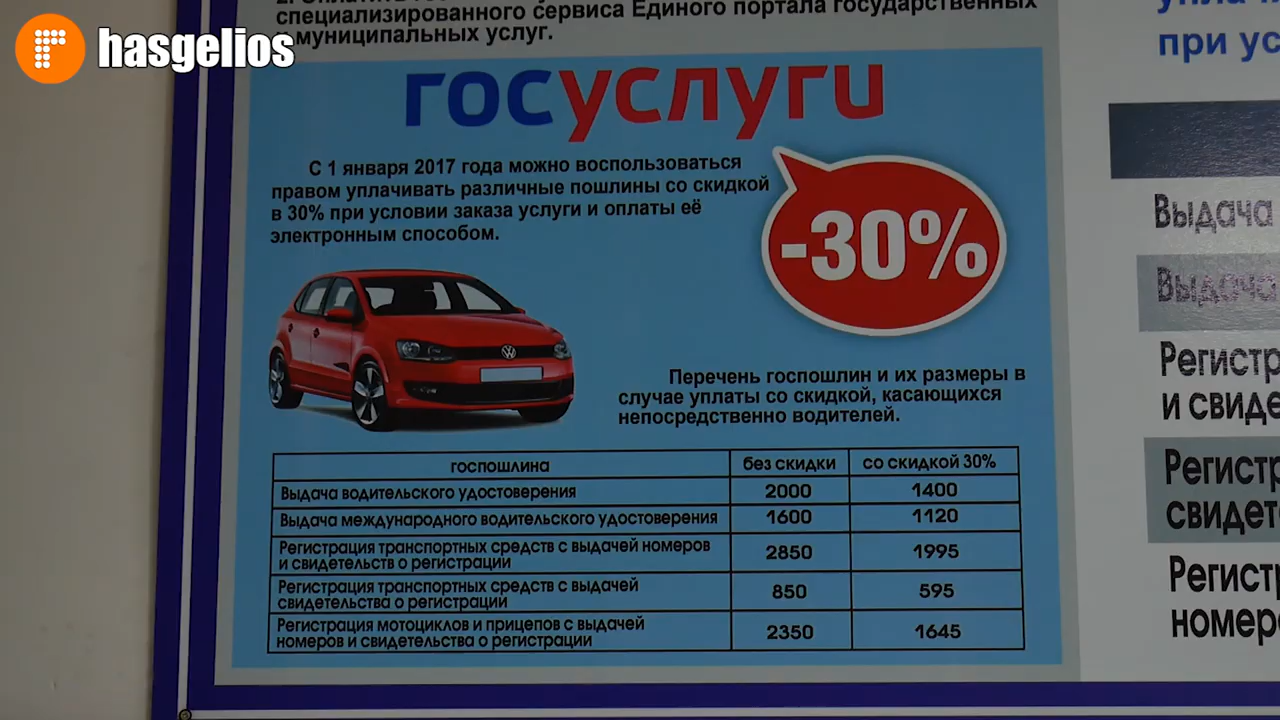 hasgelios
специализированного сервиса Единого портала государственных
муниципальных услуг.
при ус
госуслуги
С 1 января 2017 года можно воспользоваться
правом уплачивать различные пошлины со скидкой
в 30% при условии заказа услуги и оплаты её
электронным способом.
-30%
Перечень госпошлин и их размеры в
случае уплаты со скидкой, касающихся
непосредственно водителей.
госпошлина без скидки со скидкой 30%
Выдача водительского удостоверения 2000 1400
Выдача международного водительского удостоверения 1600 1120
Регистрация транспортных средств с выдачей номеров
и свидетельств о регистрации 2850 1995
Регистрация транспортных средств с выдачей
свидетельства о регистрации 850 595
Регистрация мотоциклов и прицепов с выдачей
номеров и свидетельства о регистрации 2350 1645
Выдача
Выдача
Регистр
и свиде
Регистр
свидет
Регистр
номер